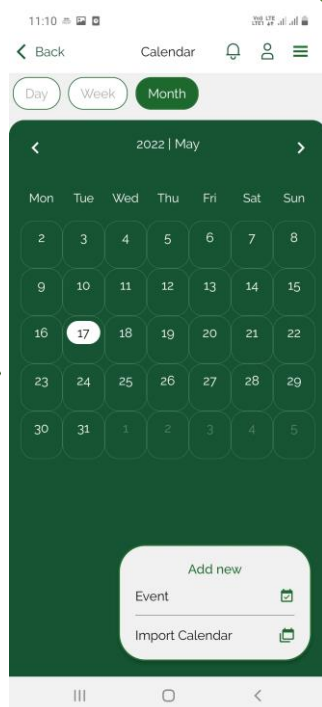 11:10
Back Calendar
Day Week Month
2022 | May
Mon Tue Wed Thu Fri Sat Sun
2 3 4 5 6 7 8
9 10 11 12 13 14 15
16 17 18 19 20 21 22
23 24 25 26 27 28 29
30 31 1 2 3 4 5
Add new
Event
Import Calendar